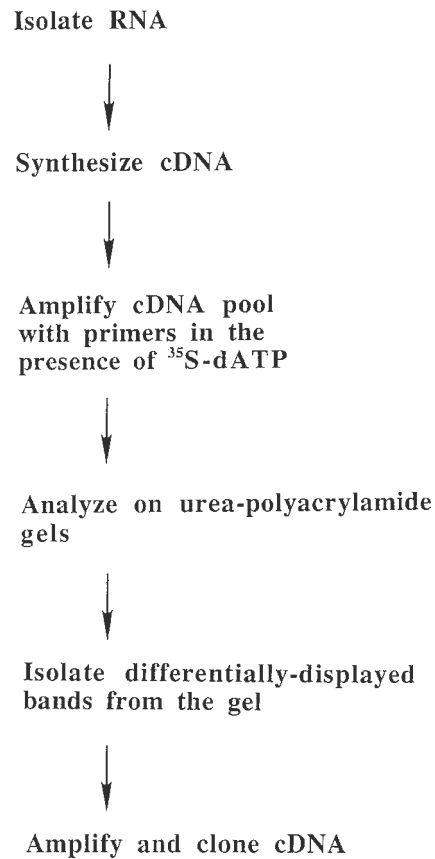 Isolate RNA
Synthesize cDNA
Amplify cDNA pool
with primers in the
presence of ³⁵S-dATP
Analyze on urea-polyacrylamide
gels
Isolate differentially-displayed
bands from the gel
Amplify and clone cDNA